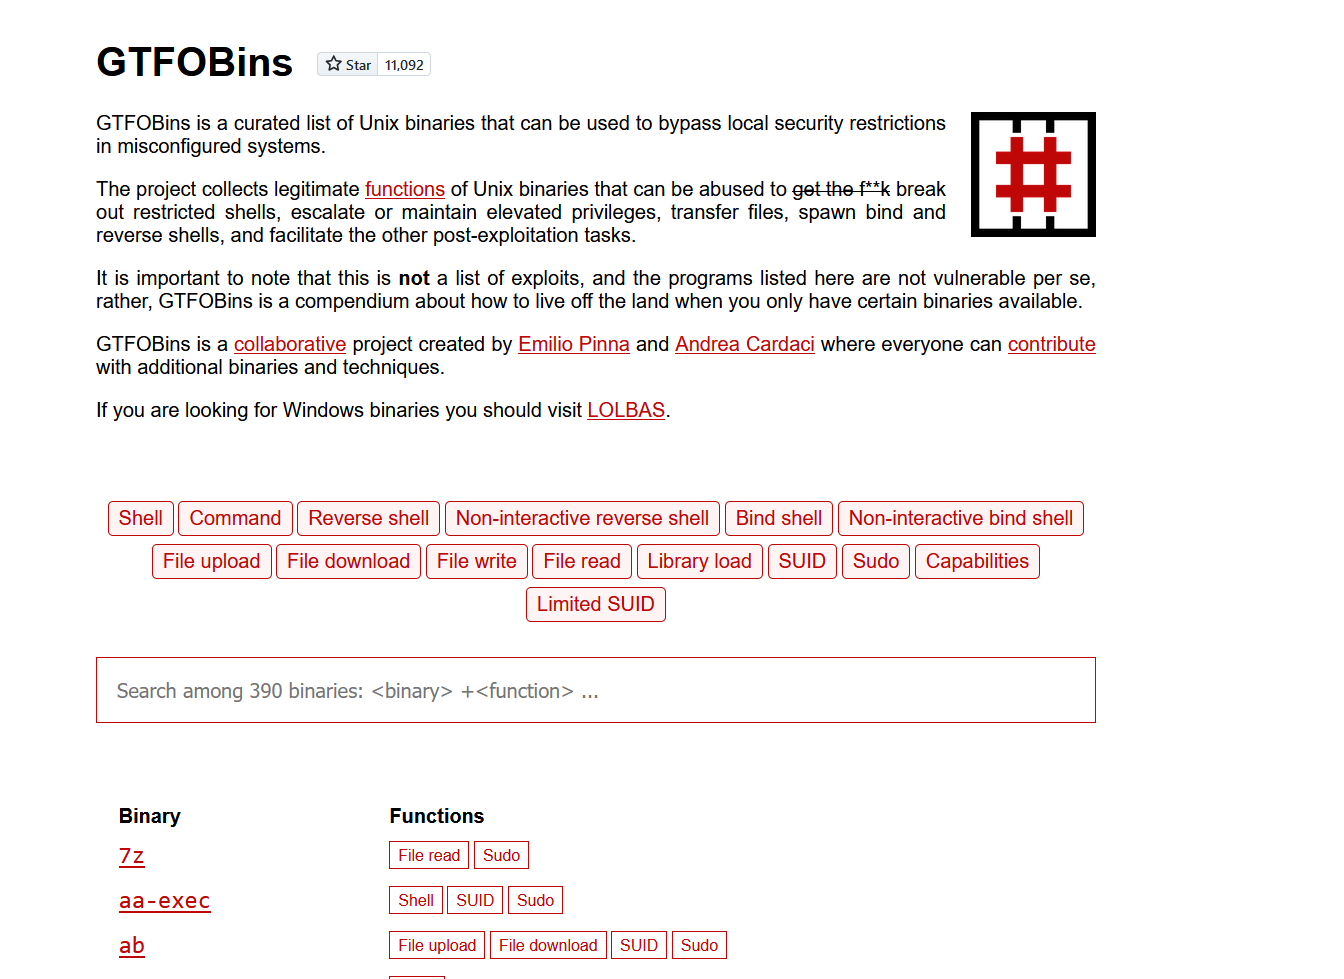 GTFOBins Star 11,092
GTFOBins is a curated list of Unix binaries that can be used to bypass local security restrictions
in misconfigured systems.
The project collects legitimate functions of Unix binaries that can be abused to get the f**k break
out restricted shells, escalate or maintain elevated privileges, transfer files, spawn bind and
reverse shells, and facilitate the other post-exploitation tasks.
It is important to note that this is not a list of exploits, and the programs listed here are not vulnerable per se,
rather, GTFOBins is a compendium about how to live off the land when you only have certain binaries available.
GTFOBins is a collaborative project created by Emilio Pinna and Andrea Cardaci where everyone can contribute
with additional binaries and techniques.
If you are looking for Windows binaries you should visit LOLBAS.
Shell Command Reverse shell Non-interactive reverse shell Bind shell Non-interactive bind shell
File upload File download File write File read Library load SUID Sudo Capabilities
Limited SUID
Search among 390 binaries: <binary> +<function> ...
Binary Functions
7z File read Sudo
aa-exec Shell SUID Sudo
ab File upload File download SUID Sudo